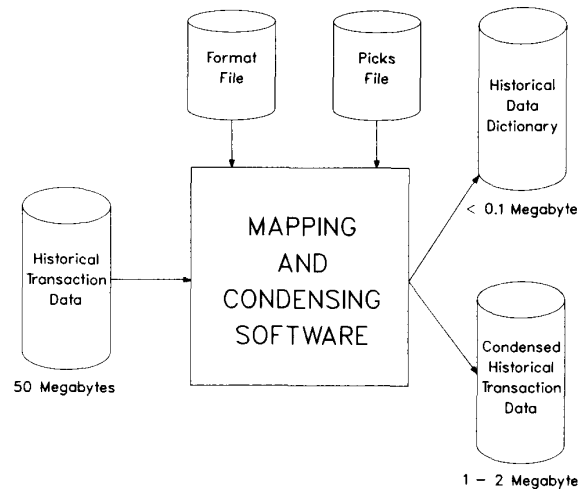 Format
File
Picks
File
Historical
Data
Dictionary
< 0.1 Megabyte
Historical
Transaction
Data
50 Megabytes
MAPPING
AND
CONDENSING
SOFTWARE
Condensed
Historical
Transaction
Data
1 - 2 Megabyte